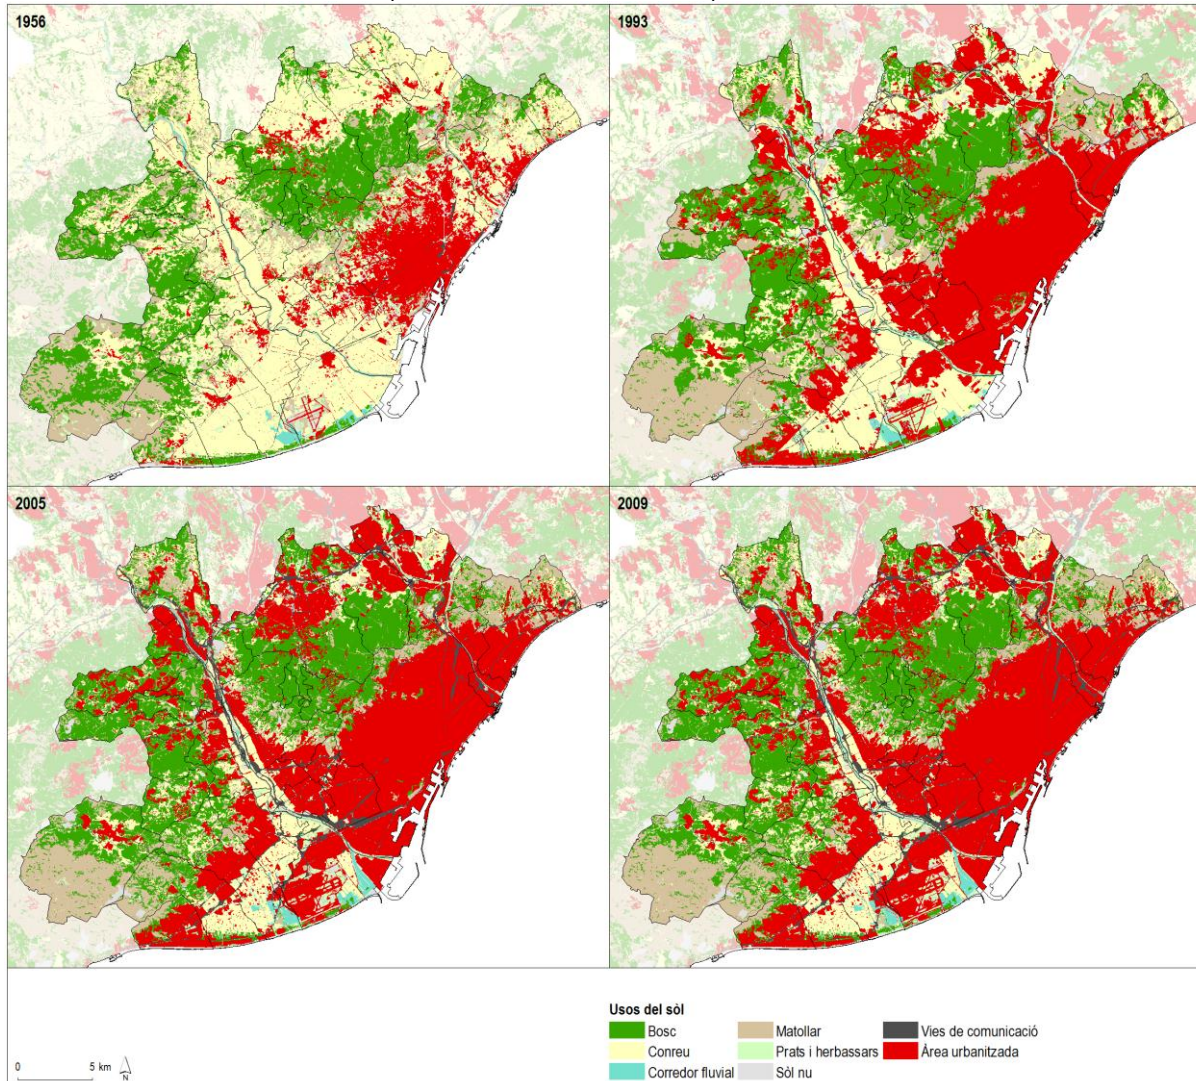 1956
1993
2005
2009
Usos del sòl
Bosc
Matollar
Vies de comunicació
Conreu
Prats i herbassars
Àrea urbanitzada
Corredor fluvial
Sòl nu
0 5 km
N